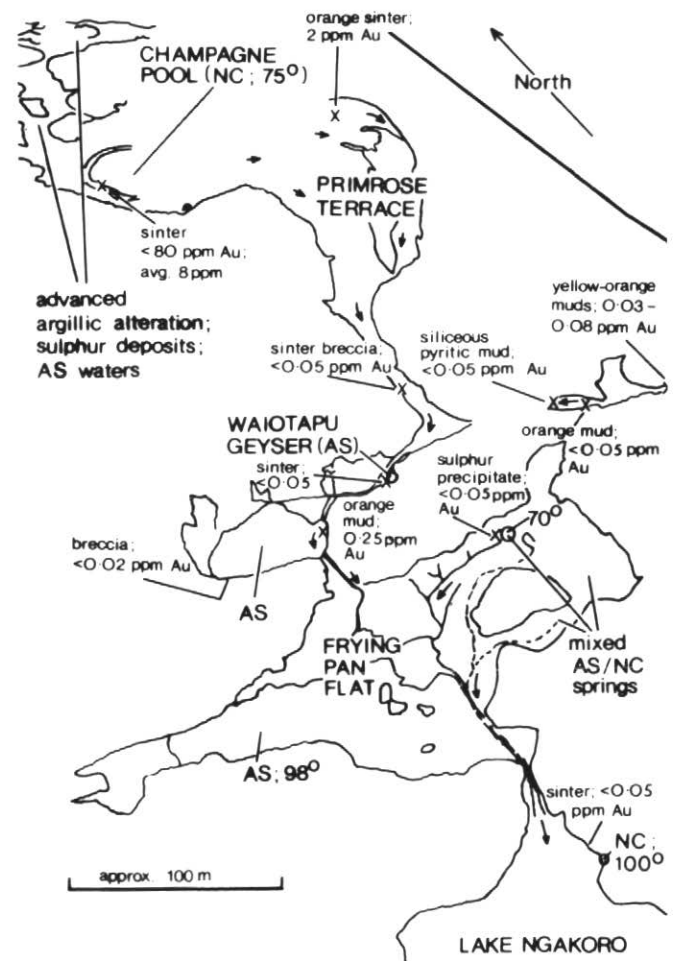 orange sinter;
2 ppm Au
CHAMPAGNE
POOL (NC; 75°)
North
PRIMROSE
TERRACE
sinter
<80 ppm Au;
avg. 8ppm
advanced
argillic alteration;
sulphur deposits;
AS waters
yellow-orange
muds; 0·03-
0·08 ppm Au
siliceous
pyritic mud;
<0·05 ppm Au
sinter breccia;
<0·05 ppm Au
orange mud;
<0·05 ppm
Au
WAIOTAPU
GEYSER (AS)
sinter;
<0·05
sulphur
precipitate;
<0·05 ppm
Au
70°
orange
mud;
0·25 ppm
Au
breccia;
<0·02 ppm Au
AS
mixed
AS/NC
springs
FRYING
PAN
FLAT
AS; 98°
sinter; <0·05
ppm Au
NC;
100°
approx. 100 m
LAKE NGAKORO